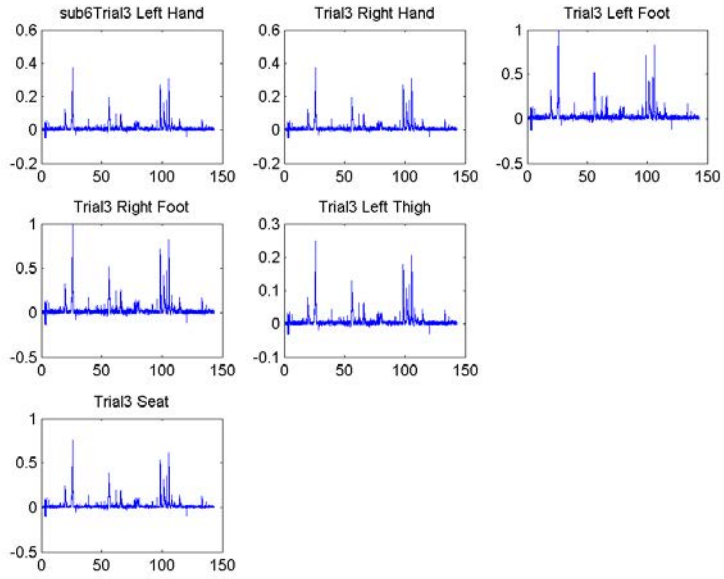 sub6Trial3 Left Hand
0.6
0.4
0.2
0
-0.2
0 50 100 150
Trial3 Right Hand
0.6
0.4
0.2
0
-0.2
0 50 100 150
Trial3 Left Foot
1
0.5
0
-0.5
0 50 100 150
Trial3 Right Foot
1
0.5
0
-0.5
0 50 100 150
Trial3 Left Thigh
0.3
0.2
0.1
0
-0.1
0 50 100 150
Trial3 Seat
1
0.5
0
-0.5
0 50 100 150